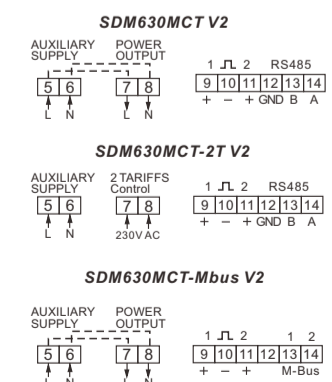 SDM630MCT V2
AUXILIARY SUPPLY
POWER OUTPUT
5 6
7 8
L N
L N
1 2 RS485
9 10 11 12 13 14
+ – + GND B A
SDM630MCT-2T V2
AUXILIARY SUPPLY
2 TARIFFS Control
5 6
7 8
L N
230V AC
1 2 RS485
9 10 11 12 13 14
+ – + GND B A
SDM630MCT-Mbus V2
AUXILIARY SUPPLY
POWER OUTPUT
5 6
7 8
L N
L N
1 2 1 2
9 10 11 12 13 14
+ – + M-Bus